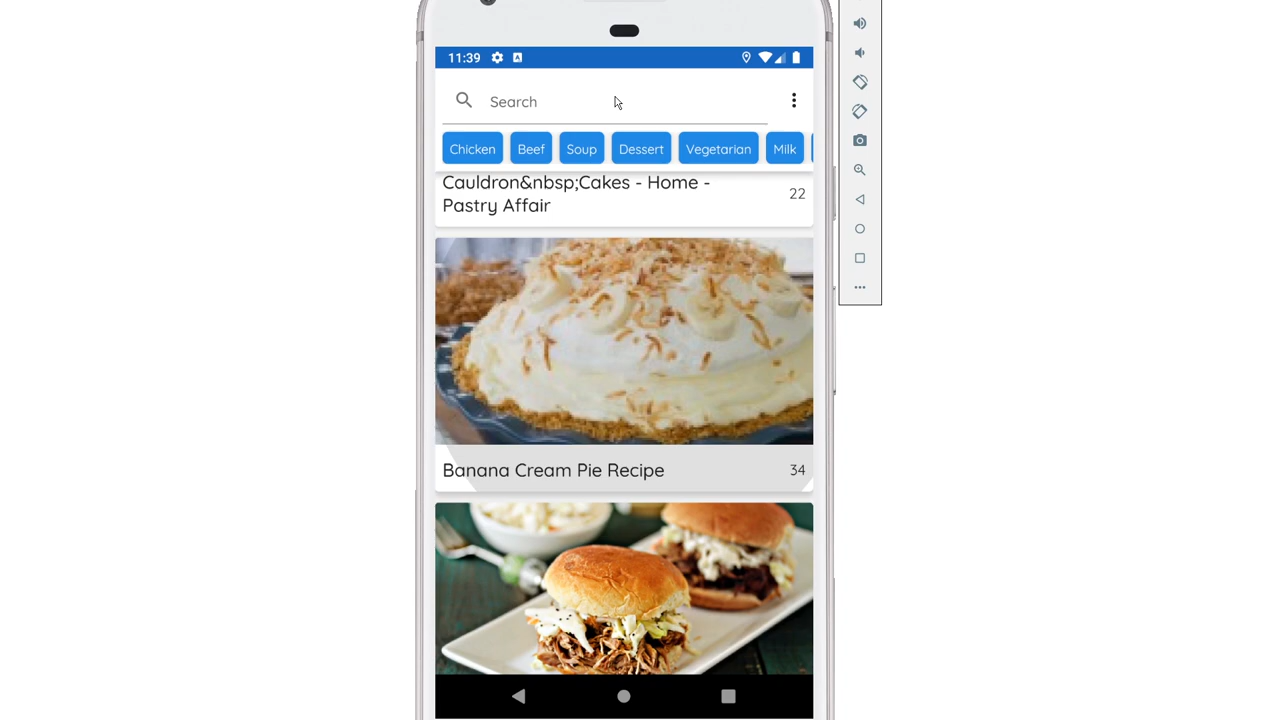 11:39
Search
Chicken Beef Soup Dessert Vegetarian Milk
Cauldron&nbsp;Cakes - Home -
Pastry Affair
22
Banana Cream Pie Recipe 34